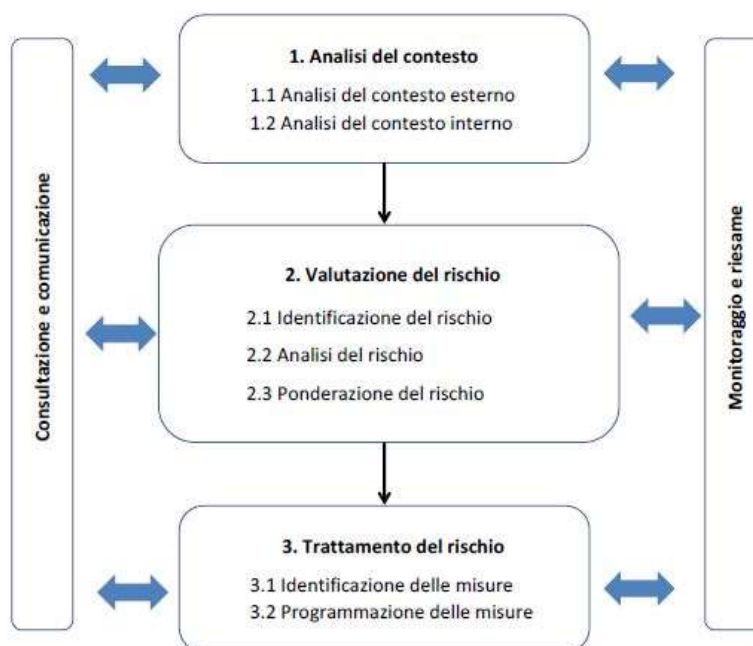 Consultazione e comunicazione
1. Analisi del contesto
1.1 Analisi del contesto esterno
1.2 Analisi del contesto interno
2. Valutazione del rischio
2.1 Identificazione del rischio
2.2 Analisi del rischio
2.3 Ponderazione del rischio
3. Trattamento del rischio
3.1 Identificazione delle misure
3.2 Programmazione delle misure
Monitoraggio e riesame